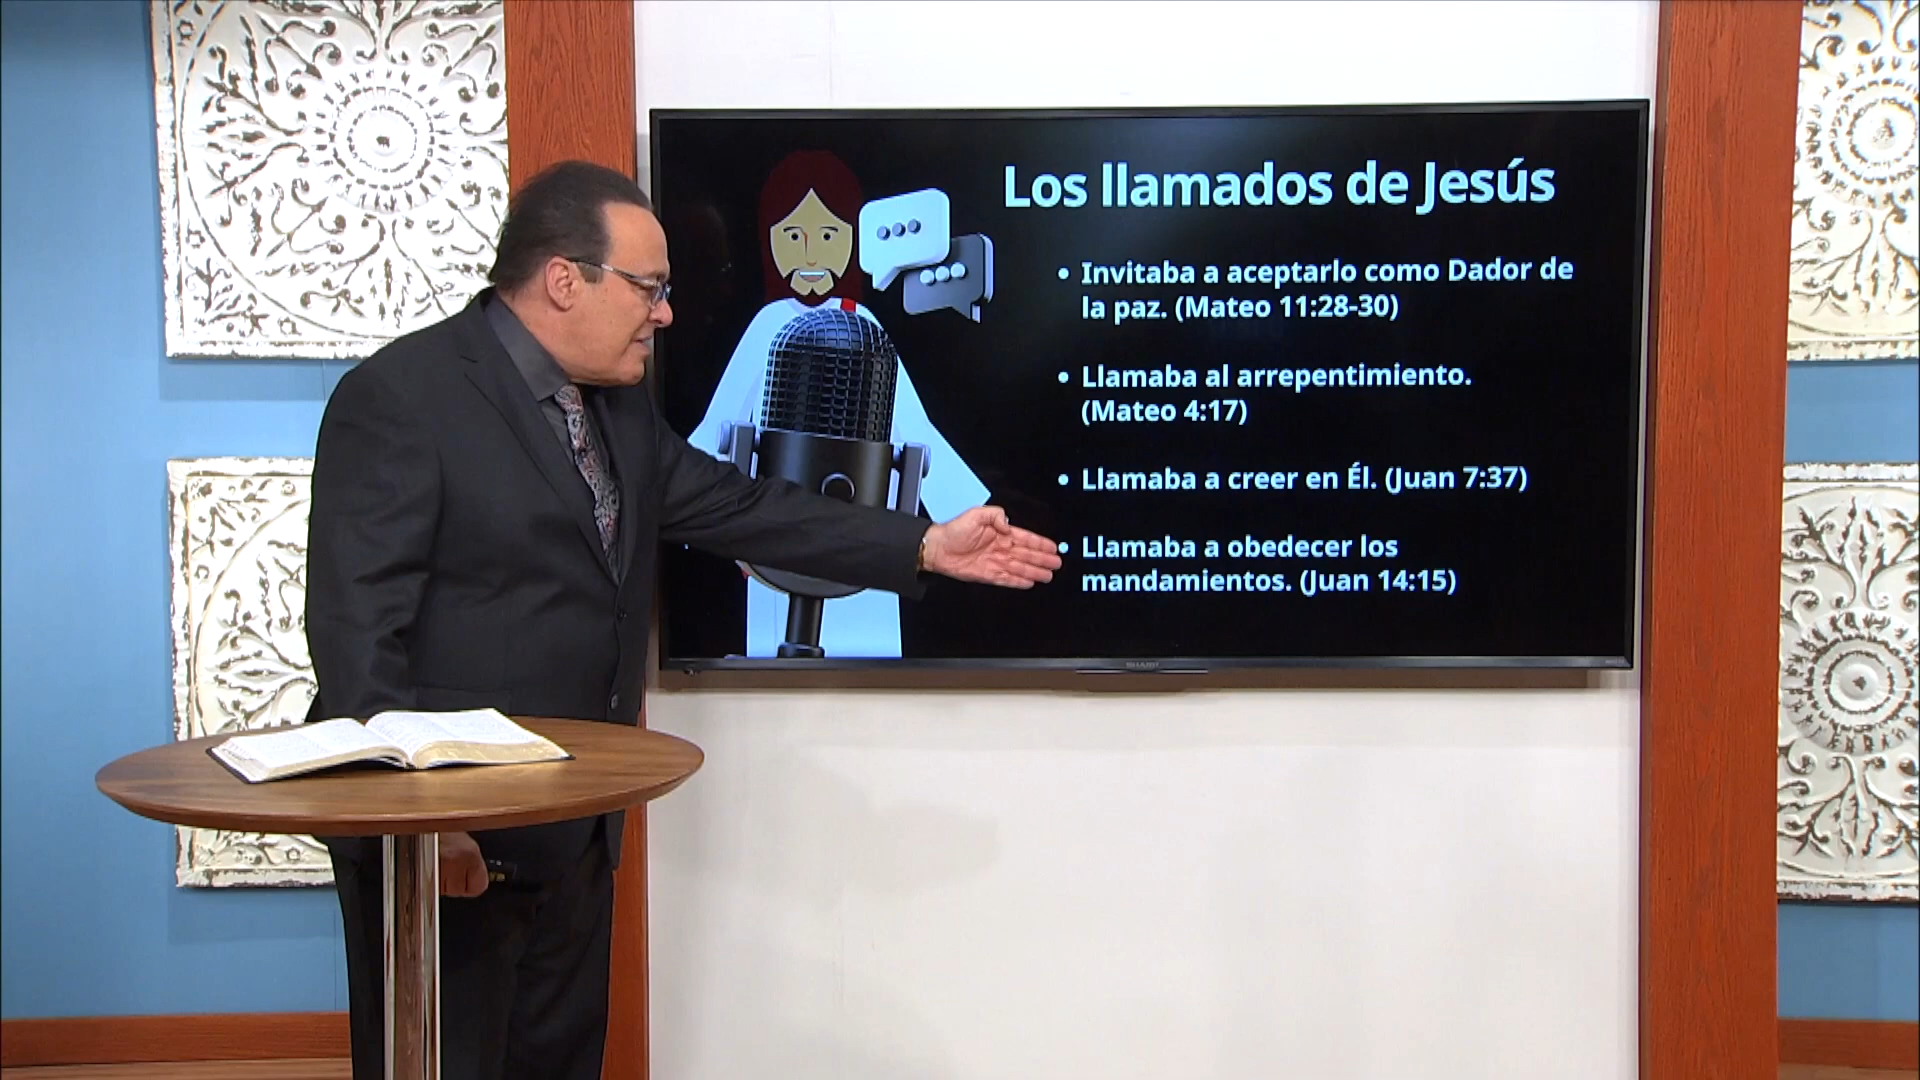 Los llamados de Jesús
• Invitaba a aceptarlo como Dador de
la paz. (Mateo 11:28-30)
• Llamaba al arrepentimiento.
(Mateo 4:17)
• Llamaba a creer en Él. (Juan 7:37)
• Llamaba a obedecer los
mandamientos. (Juan 14:15)
SHARP